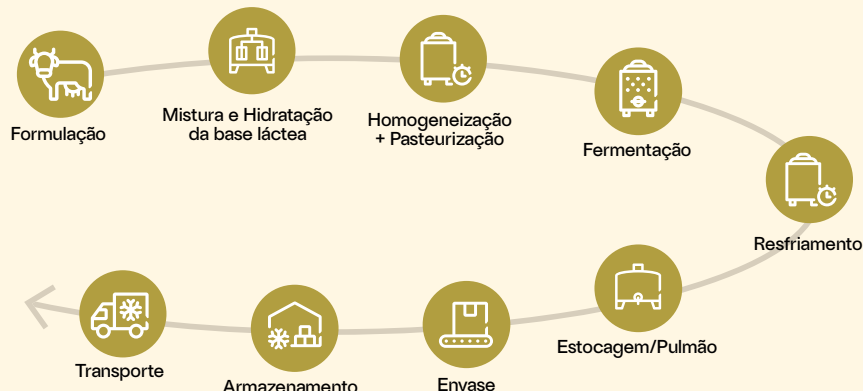 Formulação
Mistura e Hidratação
da base láctea
Homogeneização
+ Pasteurização
Fermentação
Resfriamento
Estocagem/Pulmão
Envase
Armazenamento
Transporte